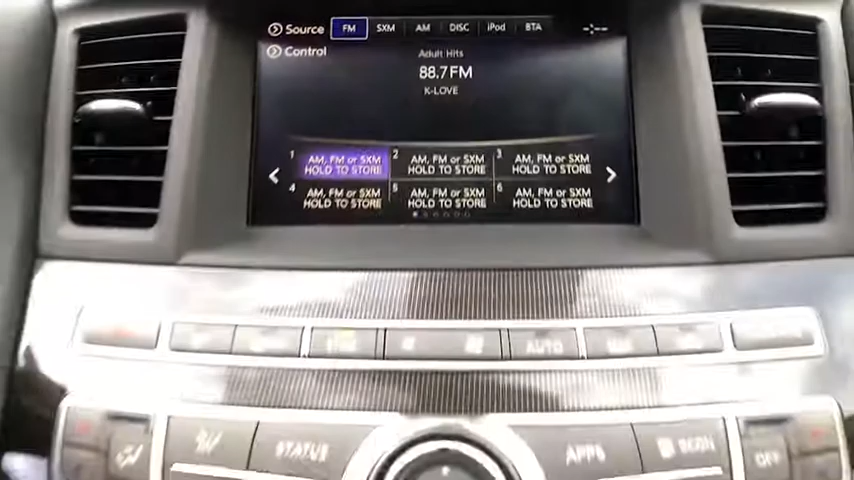 Source FM SXM AM DISC iPod BTA
Control
Adult Hits
88.7 FM
K-LOVE
1 AM, FM or SXM HOLD TO STORE 2 AM, FM or SXM HOLD TO STORE 3 AM, FM or SXM HOLD TO STORE
4 AM, FM or SXM HOLD TO STORE 5 AM, FM or SXM HOLD TO STORE 6 AM, FM or SXM HOLD TO STORE
AUTO
STATUS APPS SCAN OFF